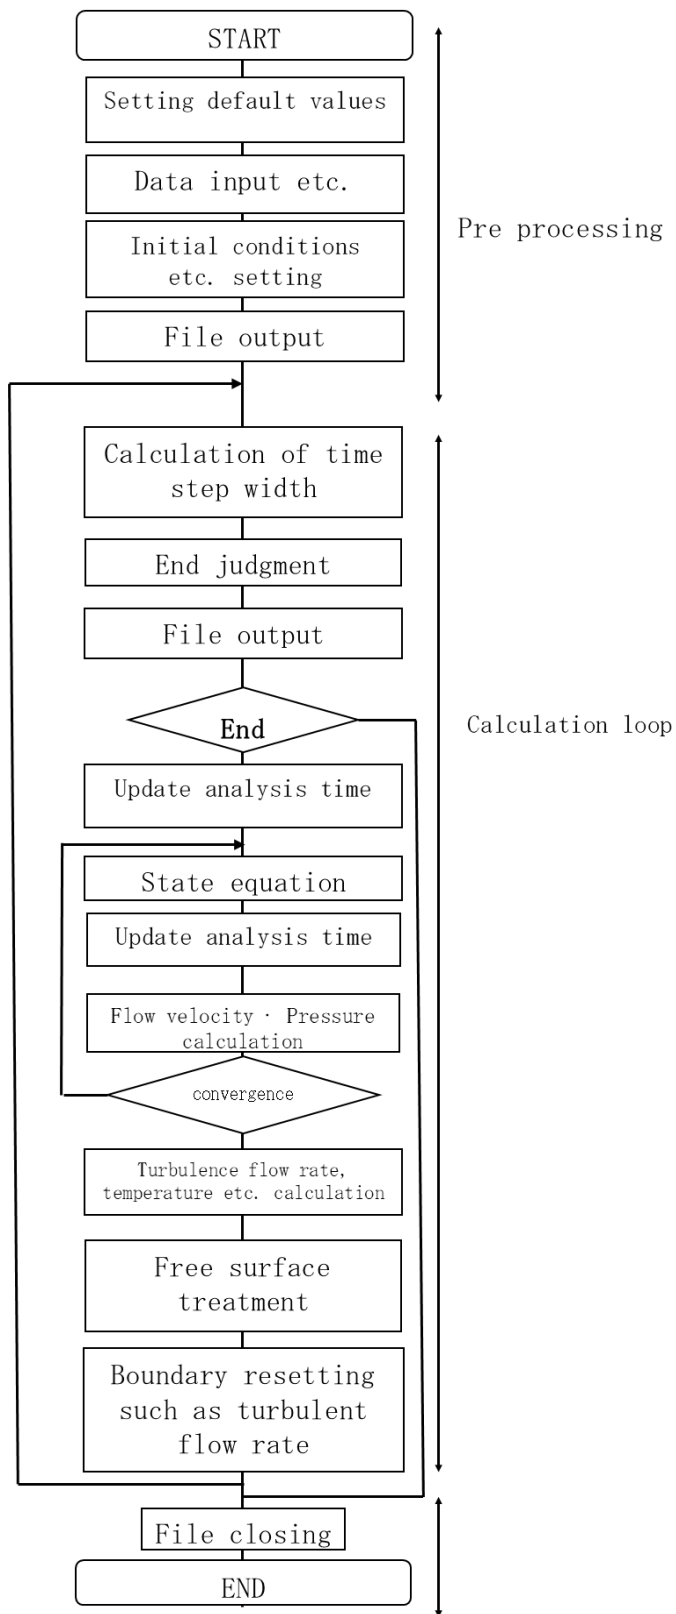 START
Setting default values
Data input etc.
Initial conditions
etc. setting
File output
Pre processing
Calculation of time
step width
End judgment
File output
End
Calculation loop
Update analysis time
State equation
Update analysis time
Flow velocity · Pressure
calculation
convergence
Turbulence flow rate,
temperature etc. calculation
Free surface
treatment
Boundary resetting
such as turbulent
flow rate
File closing
END